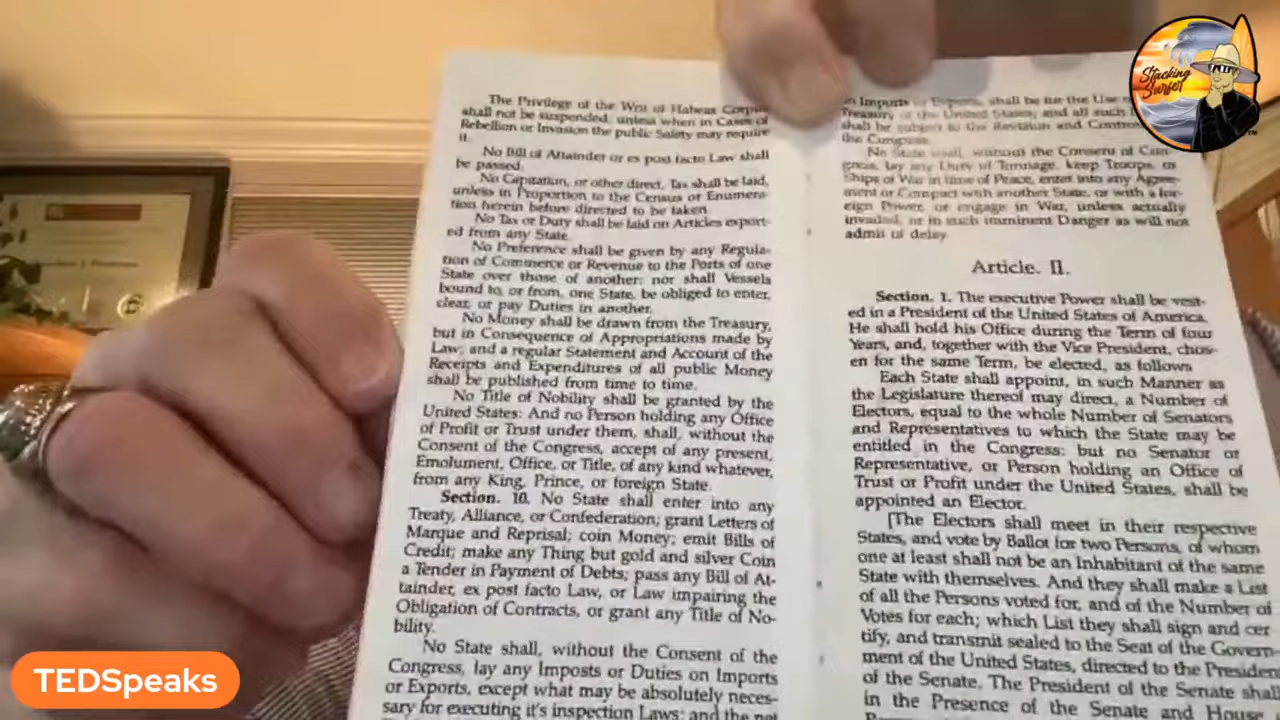 The Privilege of the Writ of Habeas Corpus
shall not be suspended, unless when in Cases of
Rebellion or Invasion the public Safety may require
it.
No Bill of Attainder or ex post facto Law shall
be passed.
No Capitation, or other direct, Tax shall be laid,
unless in Proportion to the Census or Enumera-
tion herein before directed to be taken.
No Tax or Duty shall be laid on Articles export-
ed from any State.
No Preference shall be given by any Regula-
tion of Commerce or Revenue to the Ports of one
State over those of another: nor shall Vessels
bound to, or from, one State, be obliged to enter,
clear, or pay Duties in another.
No Money shall be drawn from the Treasury,
but in Consequence of Appropriations made by
Law; and a regular Statement and Account of the
Receipts and Expenditures of all public Money
shall be published from time to time.
No Title of Nobility shall be granted by the
United States: And no Person holding any Office
of Profit or Trust under them, shall, without the
Consent of the Congress, accept of any present,
Emolument, Office, or Title, of any kind whatever,
from any King, Prince, or foreign State.
Section. 10. No State shall enter into any
Treaty, Alliance, or Confederation; grant Letters of
Marque and Reprisal; coin Money; emit Bills of
Credit; make any Thing but gold and silver Coin
a Tender in Payment of Debts; pass any Bill of At-
tainder, ex post facto Law, or Law impairing the
Obligation of Contracts, or grant any Title of No-
bility.
No State shall, without the Consent of the
Congress, lay any Imposts or Duties on Imports
or Exports, except what may be absolutely neces-
sary for executing it's inspection Laws: and the net
on Imports or Exports, shall be for the Use
Treasury of the United States; and all such
shall be subject to the Revision and
the Congress.
No State shall, without the Consent of Con-
gress, lay any Duty of Tonnage, keep Troops, or
Ships of War in time of Peace, enter into any Agree-
ment or Compact with another State, or with a for-
eign Power, or engage in War, unless actually
invaded, or in such imminent Danger as will not
admit of delay.
Article. II.
Section. 1. The executive Power shall be vest-
ed in a President of the United States of America.
He shall hold his Office during the Term of four
Years, and, together with the Vice President, chos-
en for the same Term, be elected, as follows
Each State shall appoint, in such Manner as
the Legislature thereof may direct, a Number of
Electors, equal to the whole Number of Senators
and Representatives to which the State may be
entitled in the Congress: but no Senator or
Representative, or Person holding an Office of
Trust or Profit under the United States, shall be
appointed an Elector.
[The Electors shall meet in their respective
States, and vote by Ballot for two Persons, of whom
one at least shall not be an Inhabitant of the same
State with themselves. And they shall make a List
of all the Persons voted for, and of the Number of
Votes for each; which List they shall sign and cer-
tify, and transmit sealed to the Seat of the Govern-
ment of the United States, directed to the President
of the Senate. The President of the Senate shall
in the Presence of the Senate and House
Stacking
Surfer
TEDSpeaks